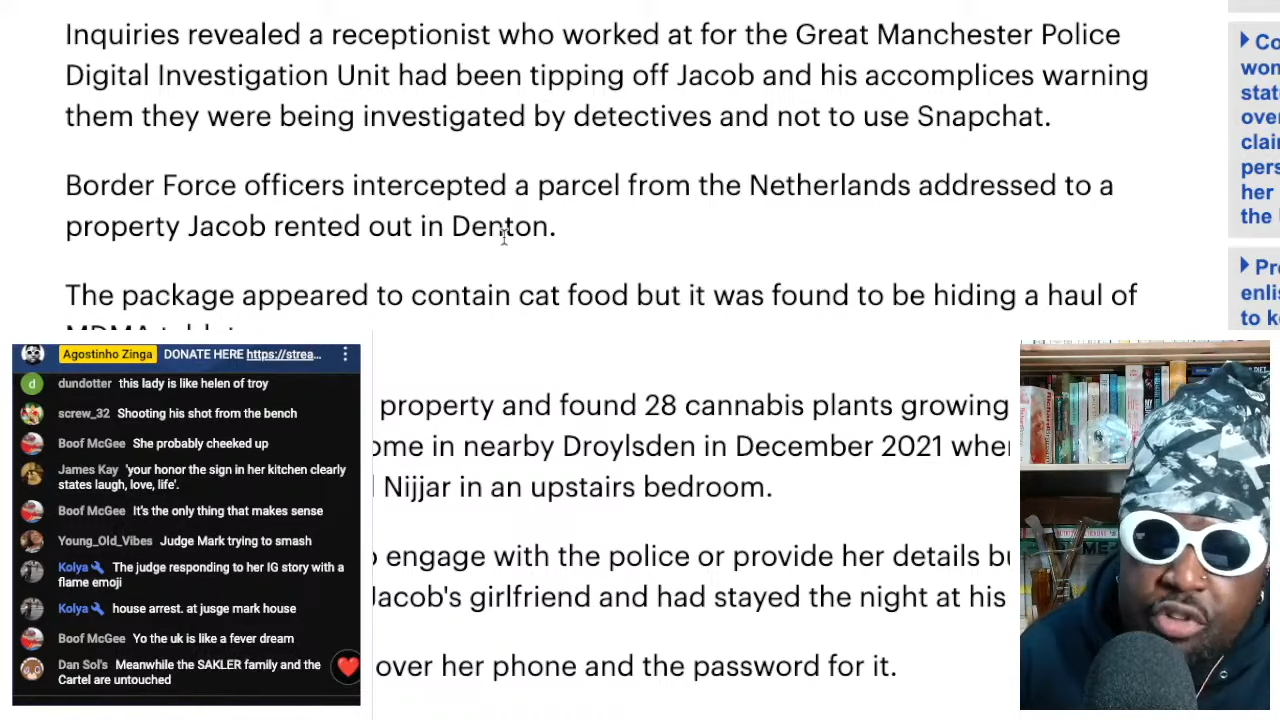 Inquiries revealed a receptionist who worked at for the Great Manchester Police
Digital Investigation Unit had been tipping off Jacob and his accomplices warning
them they were being investigated by detectives and not to use Snapchat.
Border Force officers intercepted a parcel from the Netherlands addressed to a
property Jacob rented out in Denton.
The package appeared to contain cat food but it was found to be hiding a haul of
property and found 28 cannabis plants growing
in nearby Droylsden in December 2021
Nijjar in an upstairs bedroom.
engage with the police or provide her details
Jacob's girlfriend and had stayed the night at his
over her phone and the password for it.
Agostinho Zinga DONATE HERE https://strea...
d dundotter this lady is like helen of troy
screw_32 Shooting his shot from the bench
Boof McGee She probably cheeked up
James Kay 'your honor the sign in her kitchen clearly
states laugh, love, life'.
Boof McGee It's the only thing that makes sense
Young_Old_Vibes Judge Mark trying to smash
Kolya The judge responding to her IG story with a
flame emoji
Kolya house arrest. at jusge mark house
Boof McGee Yo the uk is like a fever dream
Dan Sol's Meanwhile the SAKLER family and the
Cartel are untouched
her
the